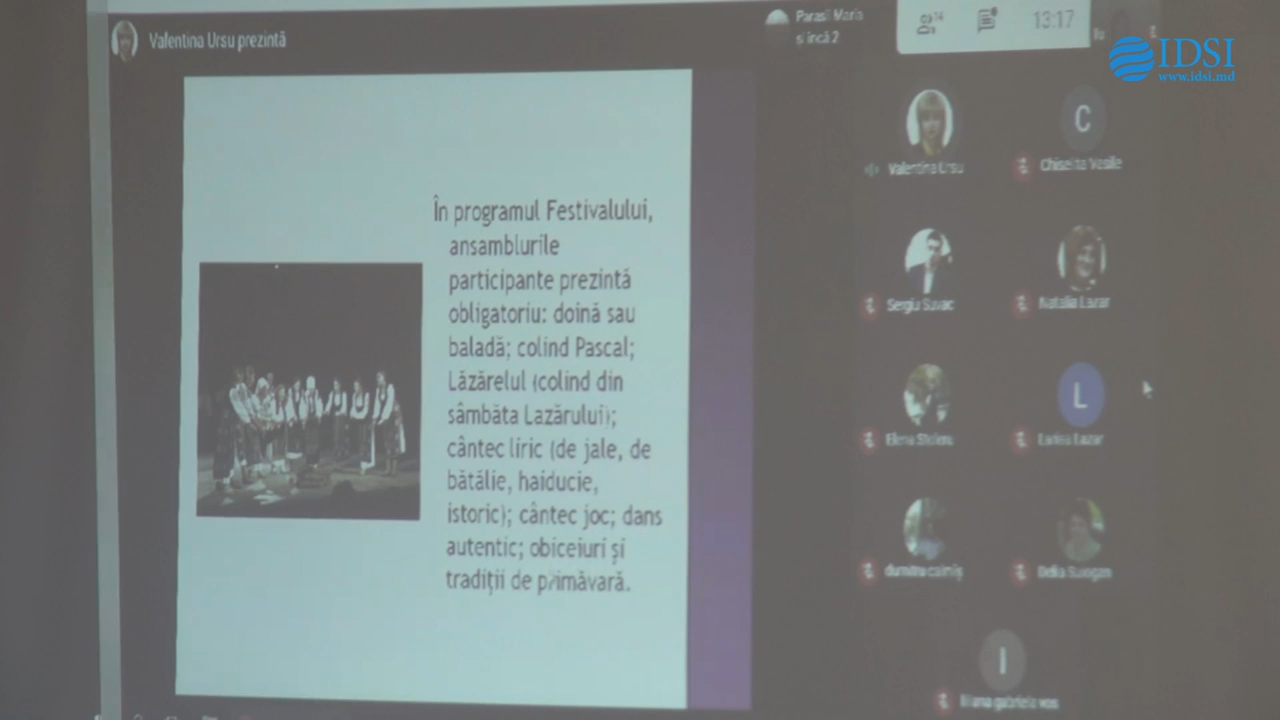 Valentina Ursu prezintă
Parasii Maria
și încă 2
16
13:17
IDSI
www.idsi.md
În programul Festivalului,
ansamblurile
participante prezintă
obligatoriu: doină sau
baladă; colind Pascal;
Lăzărelul (colind din
sâmbăta Lazărului);
cântec liric (de jale, de
bătălie, haiducie,
istoric); cântec joc; dans
autentic; obiceiuri și
tradiții de primăvară.
Valentina Ursu
C
Chiselita Vasile
Sergiu Suvac
Natalia Lazar
Elena
L
Larisa Lazar
dumitru
Delia
I
gabriela